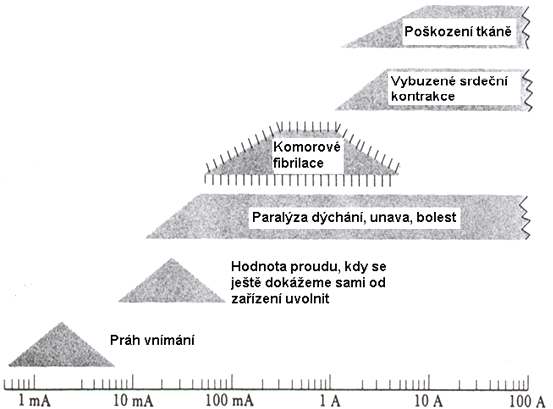 Poškození tkáně
Vybuzené srdeční
kontrakce
Komorové
fibrilace
Paralýza dýchání, unava, bolest
Hodnota proudu, kdy se
ještě dokážeme sami od
zařízení uvolnit
Práh vnímání
1 mA 10 mA 100 mA 1 A 10 A 100 A